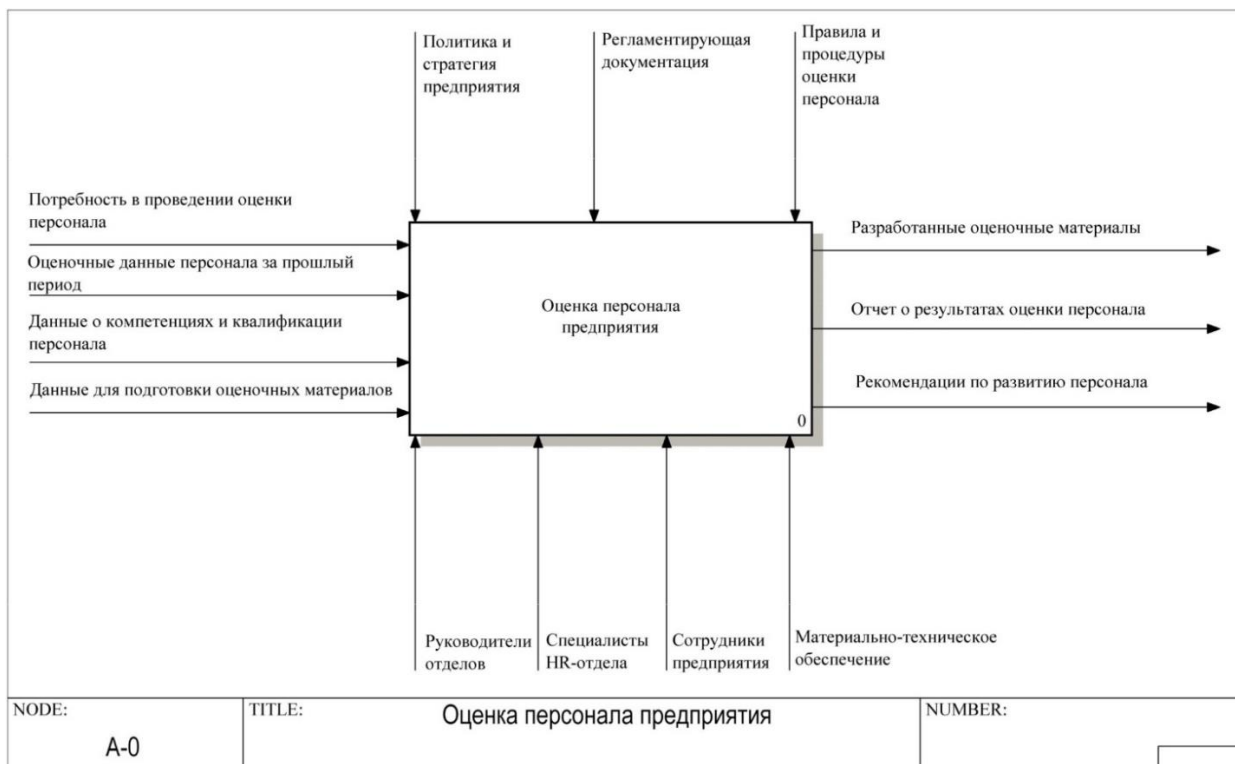 Политика и
стратегия
предприятия
Регламентирующая
документация
Правила и
процедуры
оценки
персонала
Потребность в проведении оценки
персонала
Оценочные данные персонала за прошлый
период
Данные о компетенциях и квалификации
персонала
Данные для подготовки оценочных материалов
Оценка персонала
предприятия
0
Разработанные оценочные материалы
Отчет о результатах оценки персонала
Рекомендации по развитию персонала
Руководители
отделов
Специалисты
HR-отдела
Сотрудники
предприятия
Материально-техническое
обеспечение
NODE:
A-0
TITLE:
Оценка персонала предприятия
NUMBER: